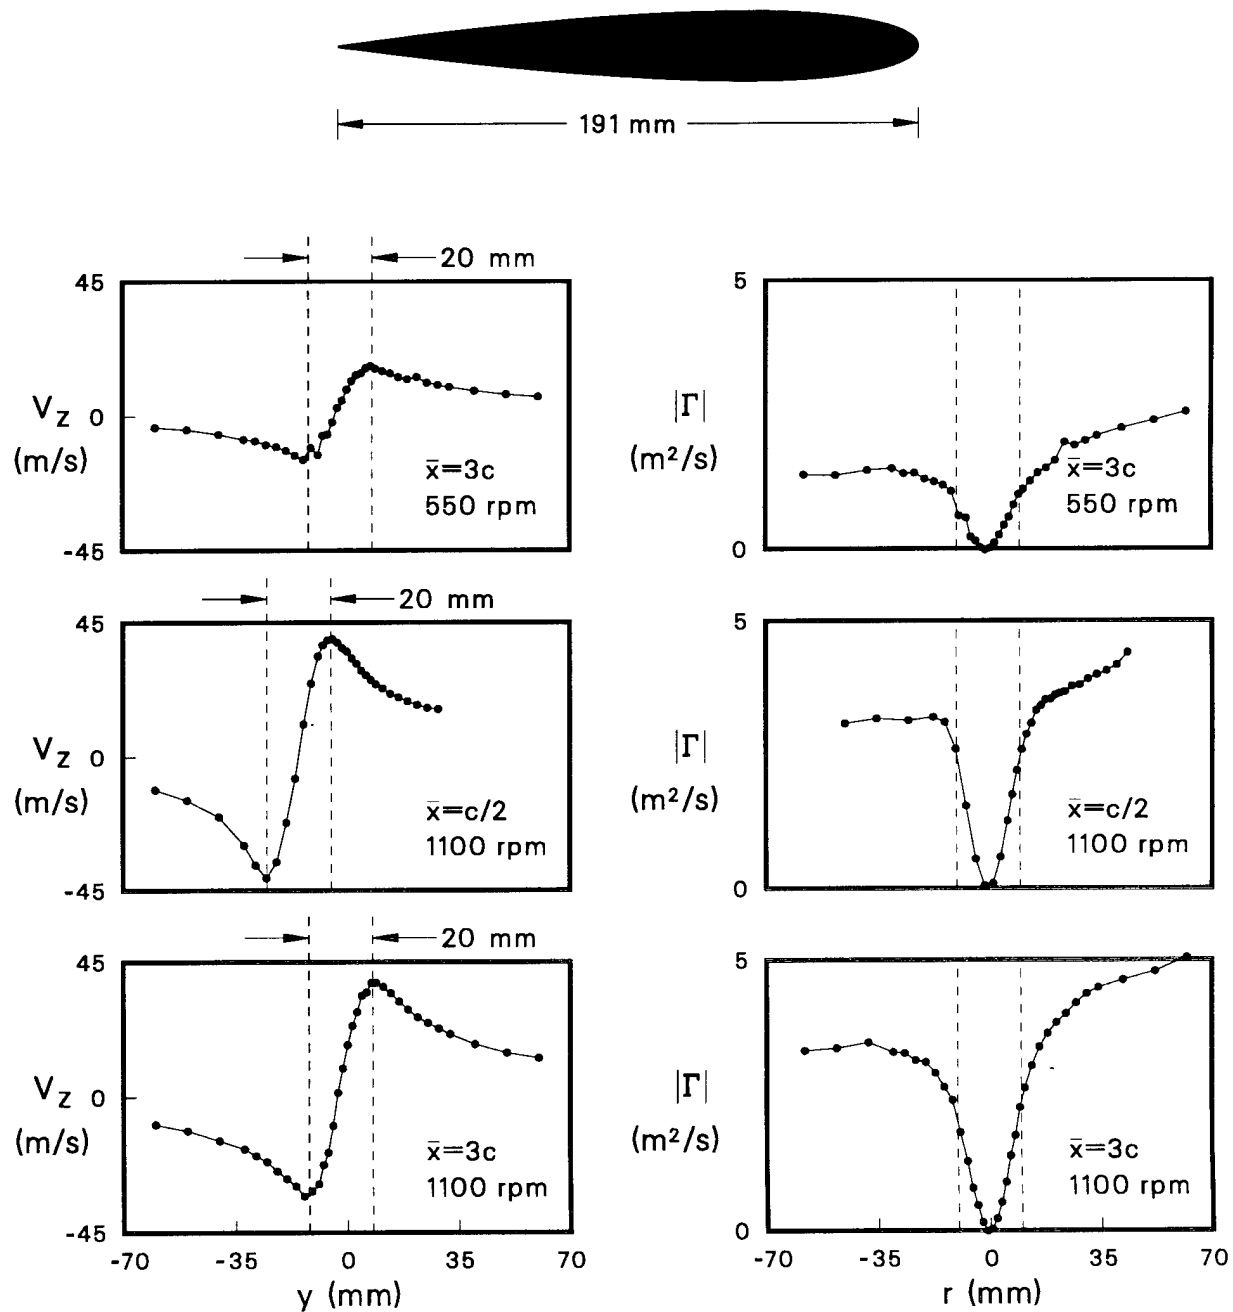 191 mm
20 mm
45
V_z 0
(m/s)
-45
x̄=3c
550 rpm
5
|Γ|
(m²/s)
0
x̄=3c
550 rpm
20 mm
45
V_z 0
(m/s)
-45
x̄=c/2
1100 rpm
5
|Γ|
(m²/s)
0
x̄=c/2
1100 rpm
20 mm
45
V_z 0
(m/s)
-45
x̄=3c
1100 rpm
-70 -35 0 35 70
y (mm)
5
|Γ|
(m²/s)
0
x̄=3c
1100 rpm
-70 -35 0 35 70
r (mm)